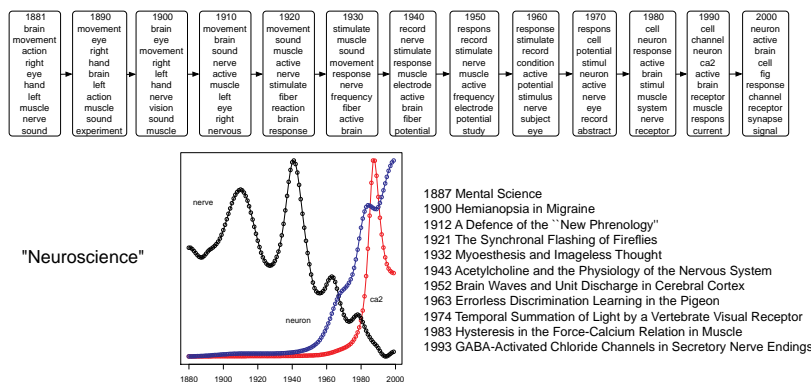 1881
brain
movement
action
right
eye
hand
left
muscle
nerve
sound
1890
movement
eye
right
hand
brain
left
action
muscle
sound
experiment
1900
brain
eye
movement
right
left
hand
nerve
vision
sound
muscle
1910
movement
brain
sound
nerve
active
muscle
left
eye
right
nervous
1920
movement
sound
muscle
active
nerve
stimulate
fiber
reaction
brain
response
1930
stimulate
muscle
sound
movement
response
nerve
frequency
fiber
active
brain
1940
record
nerve
stimulate
response
muscle
electrode
active
brain
fiber
potential
1950
respons
record
stimulate
nerve
muscle
active
frequency
electrode
potential
study
1960
response
stimulate
record
condition
active
potential
stimulus
nerve
subject
eye
1970
respons
cell
potential
stimul
neuron
active
nerve
eye
record
abstract
1980
cell
neuron
response
active
brain
stimul
muscle
system
nerve
receptor
1990
cell
channel
neuron
ca2
active
brain
receptor
muscle
respons
current
2000
neuron
active
brain
cell
fig
response
channel
receptor
synapse
signal
"Neuroscience"
nerve
neuron
ca2
1880 1900 1920 1940 1960 1980 2000
1887 Mental Science
1900 Hemianopsia in Migraine
1912 A Defence of the ``New Phrenology''
1921 The Synchronal Flashing of Fireflies
1932 Myoesthesis and Imageless Thought
1943 Acetylcholine and the Physiology of the Nervous System
1952 Brain Waves and Unit Discharge in Cerebral Cortex
1963 Errorless Discrimination Learning in the Pigeon
1974 Temporal Summation of Light by a Vertebrate Visual Receptor
1983 Hysteresis in the Force-Calcium Relation in Muscle
1993 GABA-Activated Chloride Channels in Secretory Nerve Endings